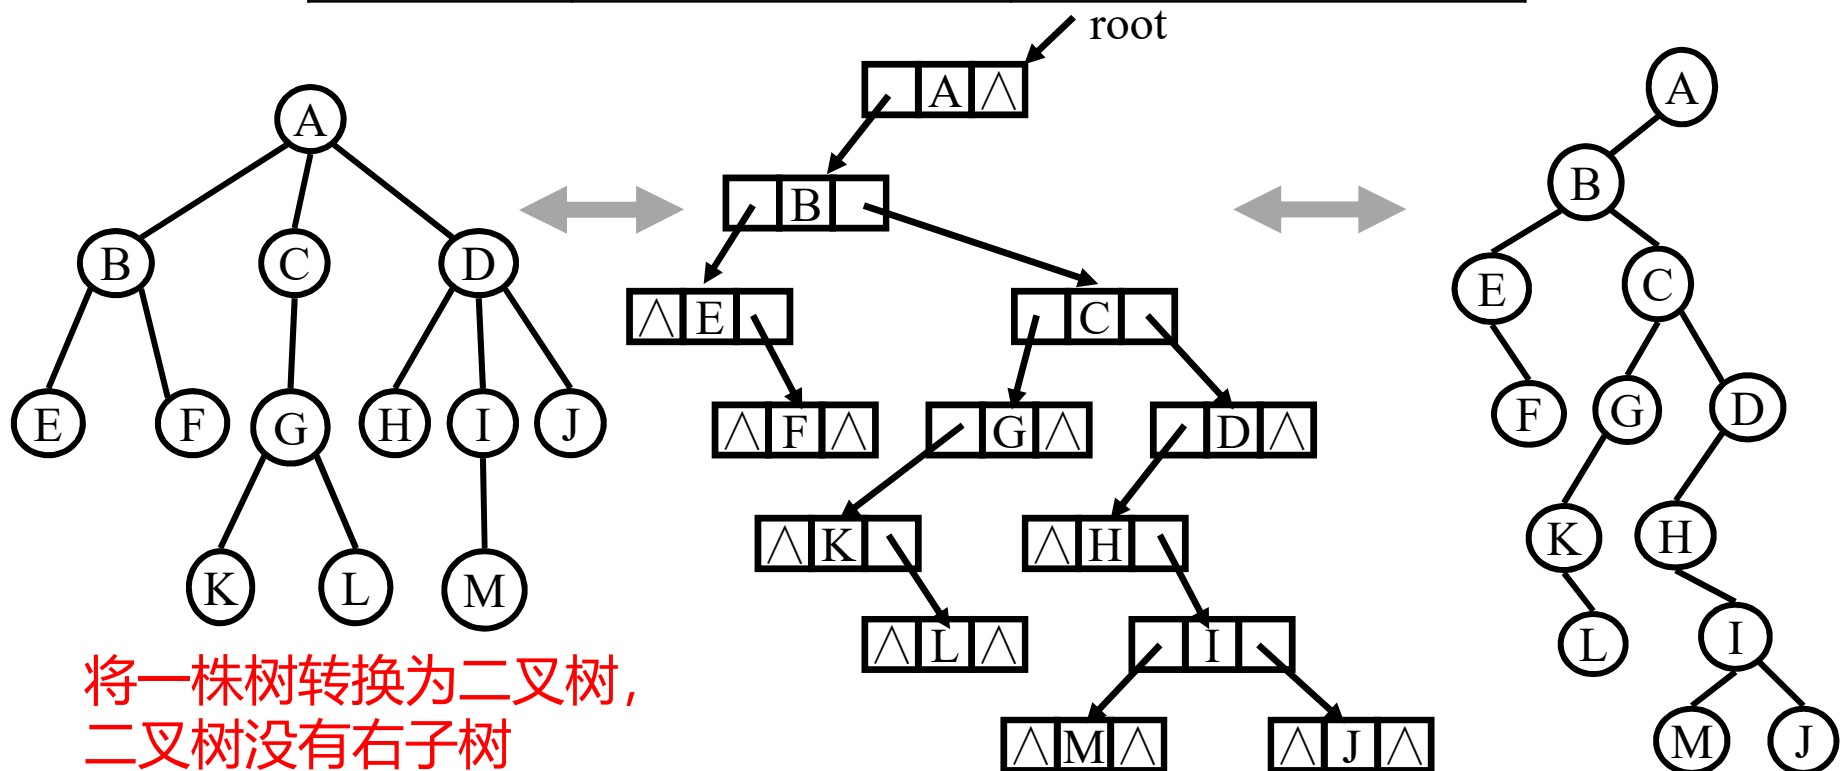 root
A
B C D
E F G H I J
K L M
∧ A ∧
A
B
B
∧ E
C
E C
∧ F ∧
G ∧
D ∧
F G D
∧ K
∧ H
K H
∧ L ∧
I
L I
∧ M ∧
∧ J ∧
M J
将一株树转换为二叉树，
二叉树没有右子树